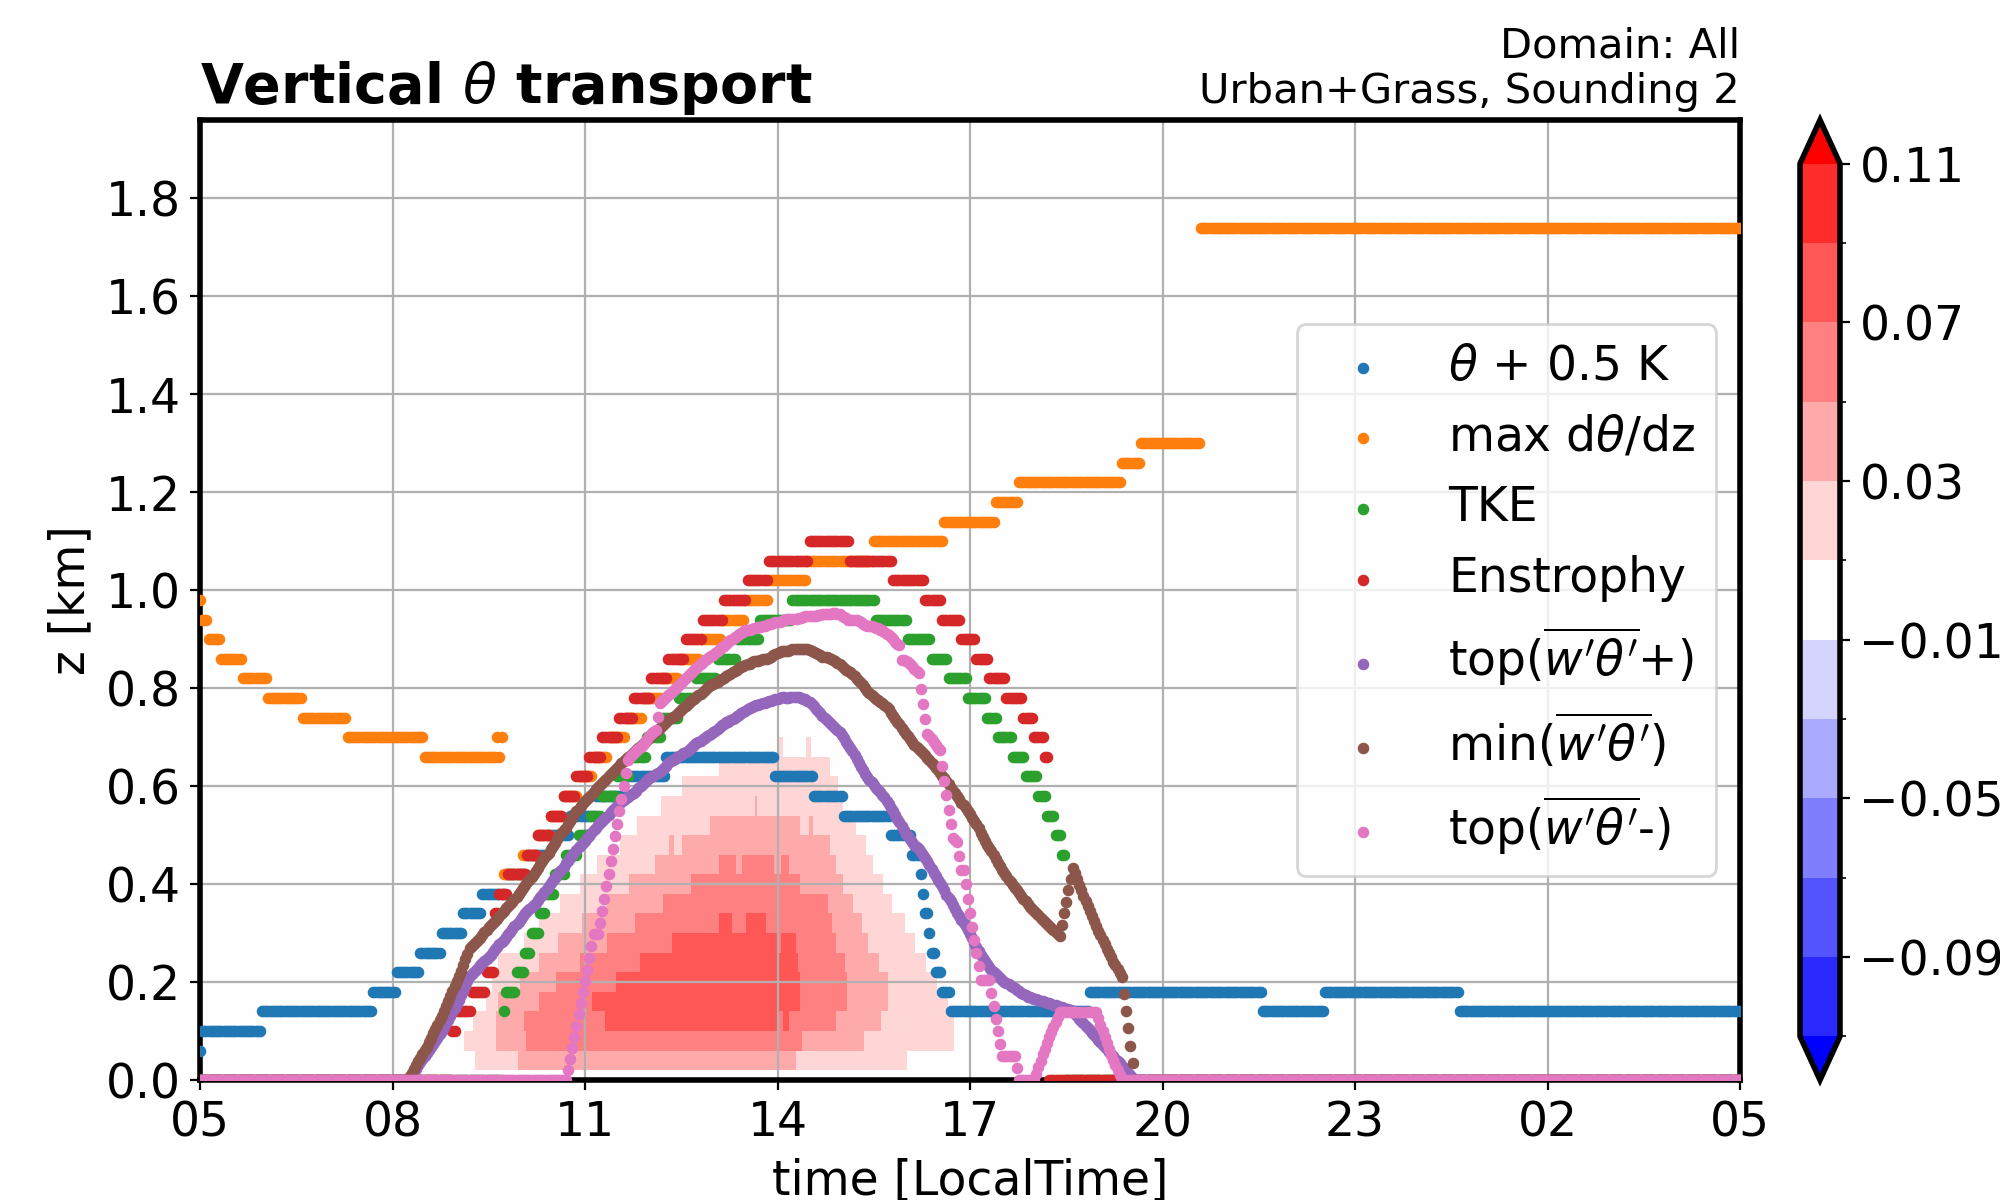 Domain: All
Vertical θ transport
Urban+Grass, Sounding 2
z [km]
1.8
1.6
1.4
1.2
1.0
0.8
0.6
0.4
0.2
0.0
05 08 11 14 17 20 23 02 05
time [LocalTime]
θ + 0.5 K
max dθ/dz
TKE
Enstrophy
top(w′θ′+)
min(w′θ′)
top(w′θ′-)
0.11
0.07
0.03
−0.01
−0.05
−0.09